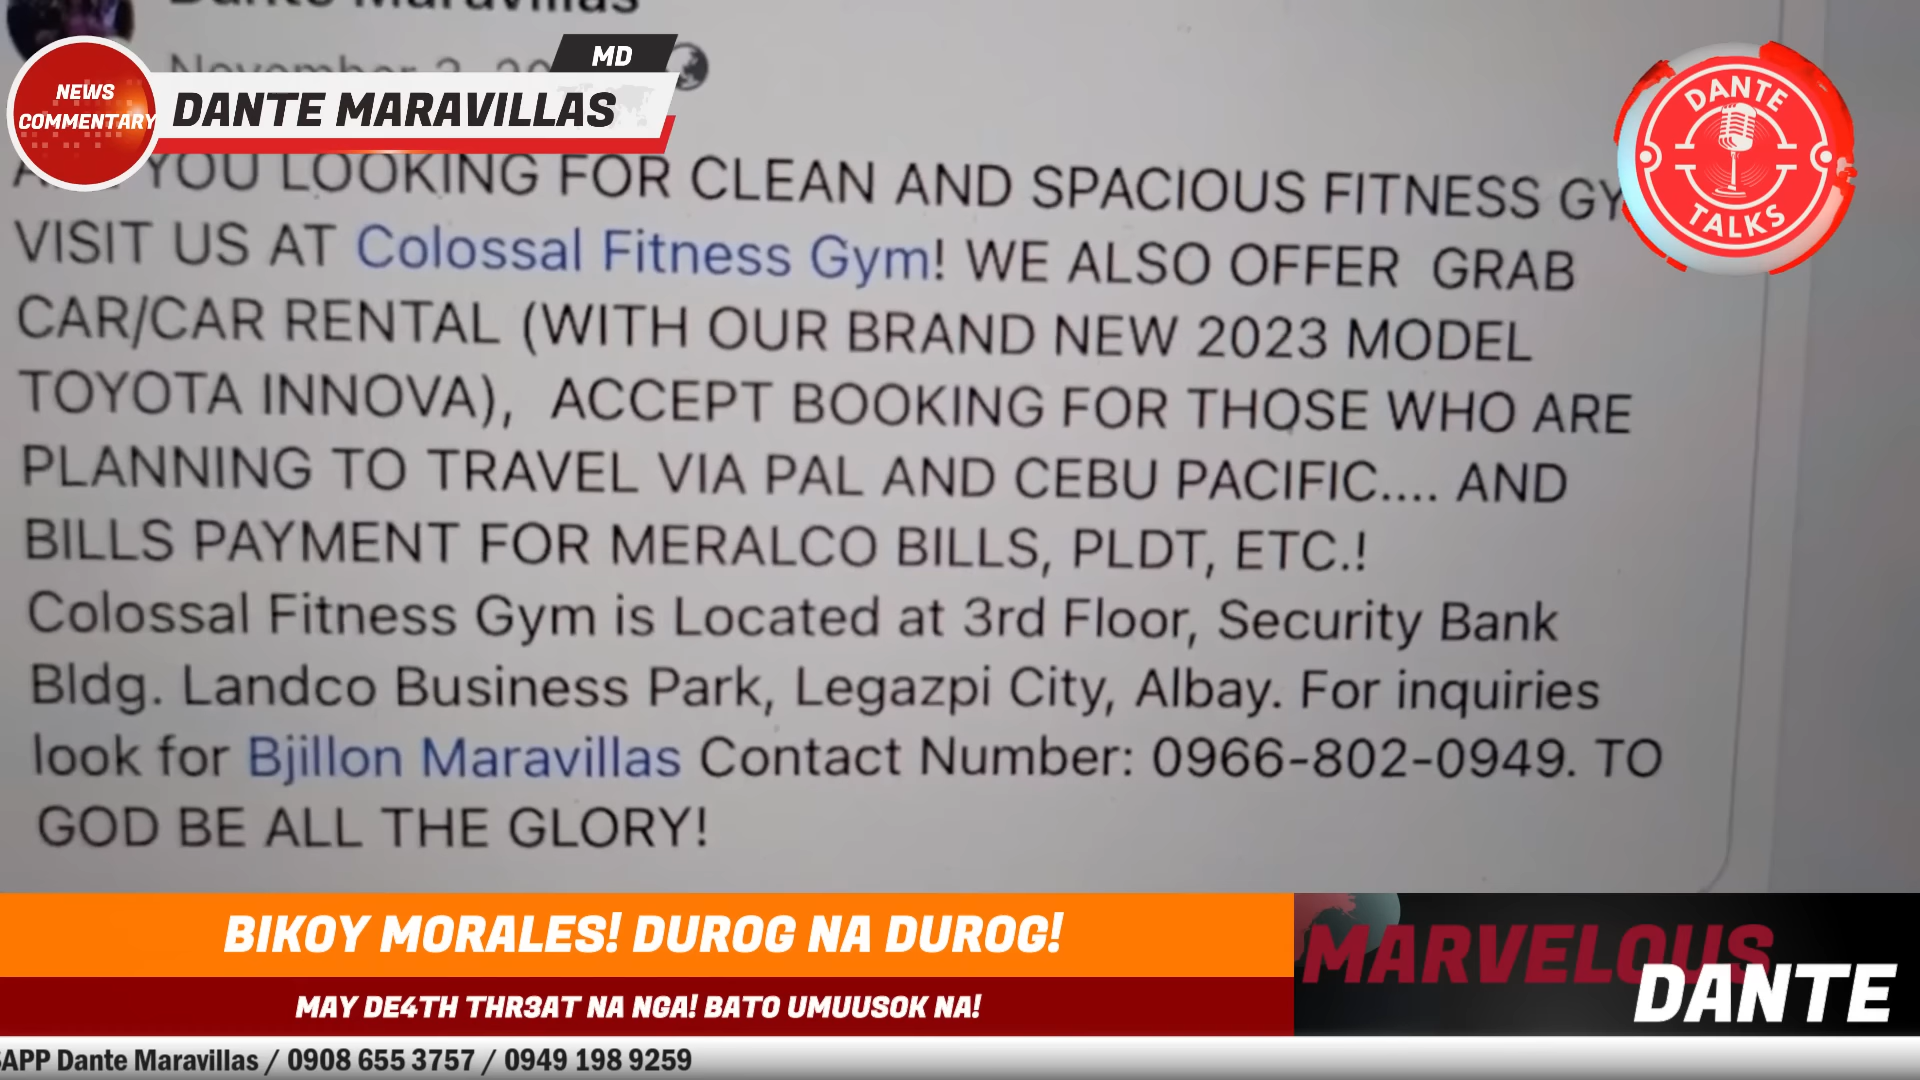 Dante Maravillas
MD
NEWS
COMMENTARY
DANTE MARAVILLAS
DANTE
TALKS
YOU LOOKING FOR CLEAN AND SPACIOUS FITNESS
VISIT US AT Colossal Fitness Gym! WE ALSO OFFER GRAB
CAR/CAR RENTAL (WITH OUR BRAND NEW 2023 MODEL
TOYOTA INNOVA), ACCEPT BOOKING FOR THOSE WHO ARE
PLANNING TO TRAVEL VIA PAL AND CEBU PACIFIC.... AND
BILLS PAYMENT FOR MERALCO BILLS, PLDT, ETC.!
Colossal Fitness Gym is Located at 3rd Floor, Security Bank
Bldg. Landco Business Park, Legazpi City, Albay. For inquiries
look for Bjillon Maravillas Contact Number: 0966-802-0949. TO
GOD BE ALL THE GLORY!
BIKOY MORALES! DUROG NA DUROG!
MAY DE4TH THR3AT NA NGA! BATO UMUUSOK NA!
MARVELOUS
DANTE
Dante Maravillas / 0908 655 3757 / 0949 198 9259